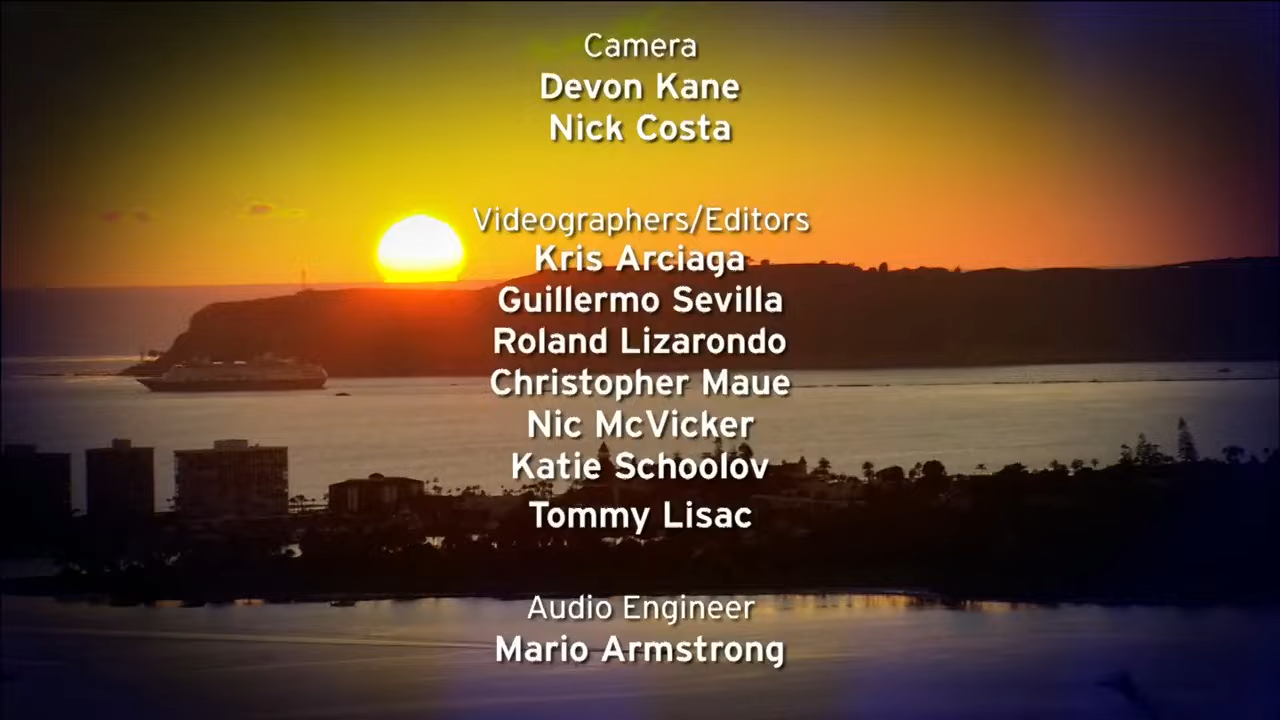 Camera
Devon Kane
Nick Costa
Videographers/Editors
Kris Arciaga
Guillermo Sevilla
Roland Lizarondo
Christopher Maue
Nic McVicker
Katie Schoolov
Tommy Lisac
Audio Engineer
Mario Armstrong